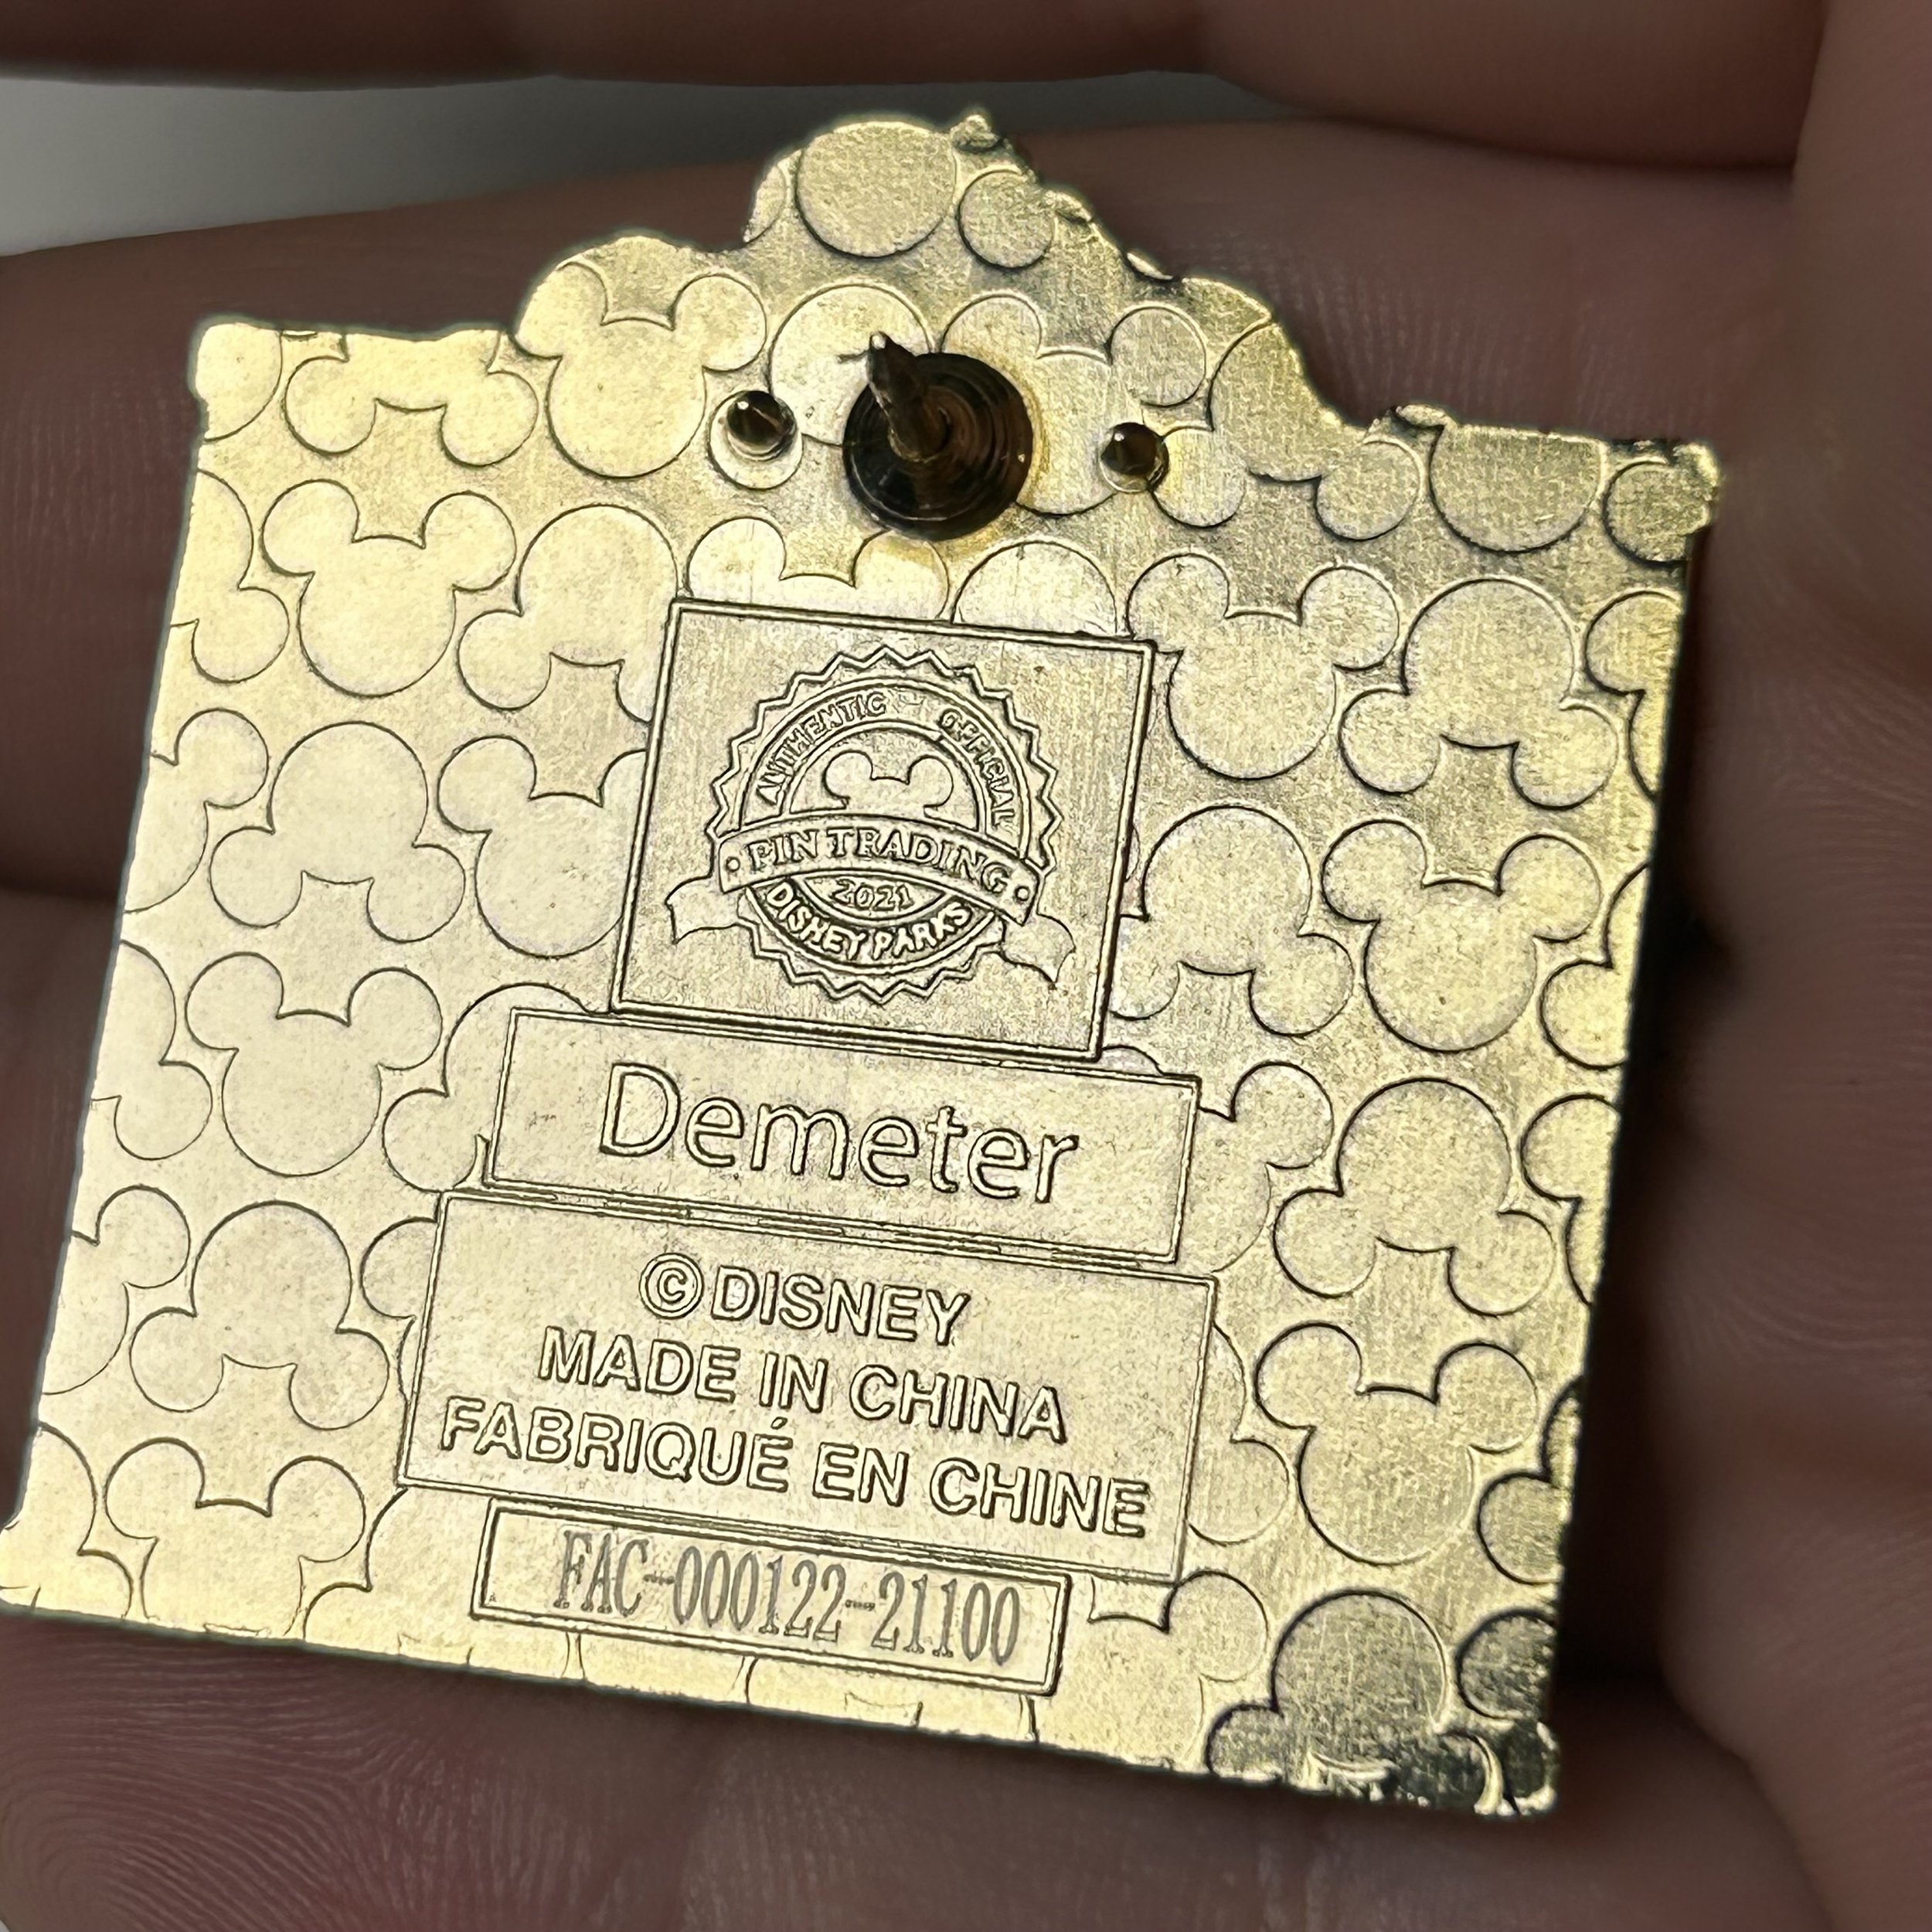 AUTHENTIC OFFICIAL
PIN TRADING
2021
DISNEY PARKS
Demeter
©DISNEY
MADE IN CHINA
FABRIQUÉ EN CHINE
FAC-000122-21100